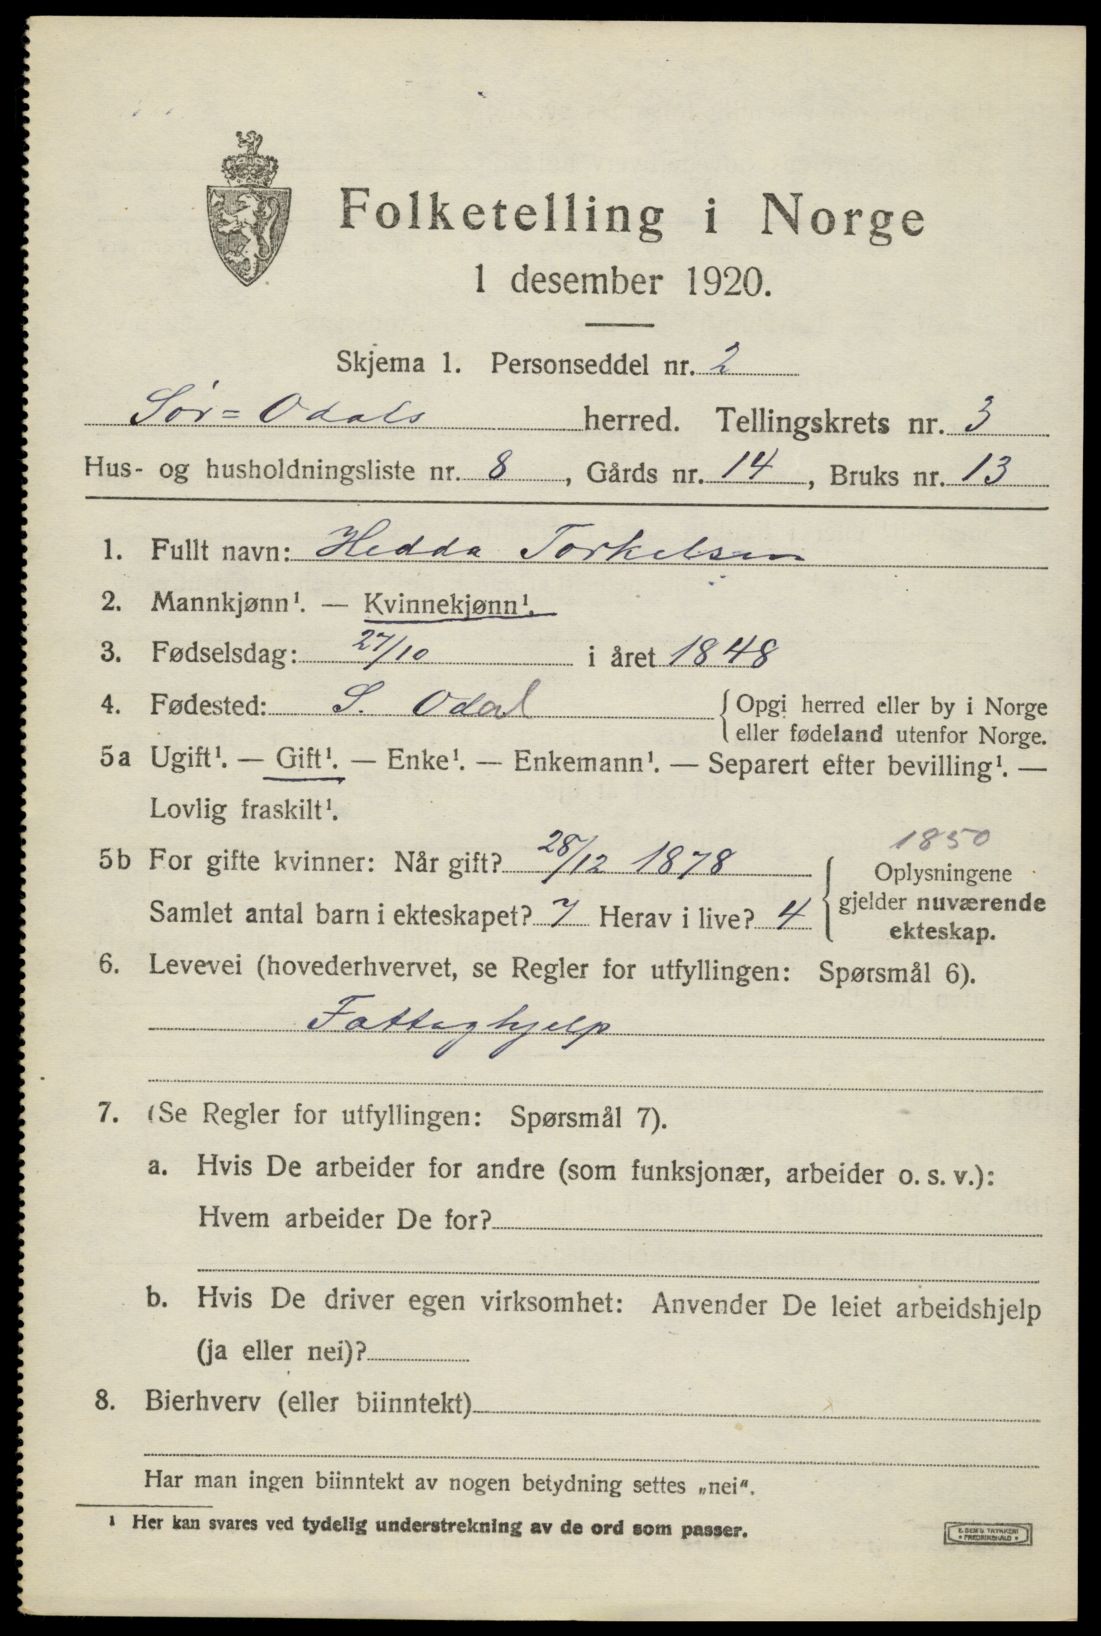 Folketelling i Norge
1 desember 1920.
Skjema 1. Personseddel nr. 2
Sør=Odals herred. Tellingskrets nr. 3
Hus- og husholdningsliste nr. 8, Gårds nr. 14, Bruks nr. 13
1. Fullt navn: Hedda Torkelsen
2. Mannkjønn¹. — Kvinnekjønn¹.
3. Fødselsdag: 27/10 i året 1848
4. Fødested: S. Odal {Opgi herred eller by i Norge
eller fødeland utenfor Norge.
5a Ugift¹. — Gift¹. — Enke¹. — Enkemann¹. — Separert efter bevilling¹. —
Lovlig fraskilt¹.
1850
5b For gifte kvinner: Når gift? 28/12 1878 { Oplysningene
gjelder nuværende
ekteskap.
Samlet antal barn i ekteskapet? 7 Herav i live? 4
6. Levevei (hovederhvervet, se Regler for utfyllingen: Spørsmål 6).
Fattighjelp
7. (Se Regler for utfyllingen: Spørsmål 7).
a. Hvis De arbeider for andre (som funksjonær, arbeider o. s. v.):
Hvem arbeider De for?
b. Hvis De driver egen virksomhet: Anvender De leiet arbeidshjelp
(ja eller nei)?
8. Bierhverv (eller biinntekt)
Har man ingen biinntekt av nogen betydning settes „nei“.
¹ Her kan svares ved tydelig understrekning av de ord som passer.